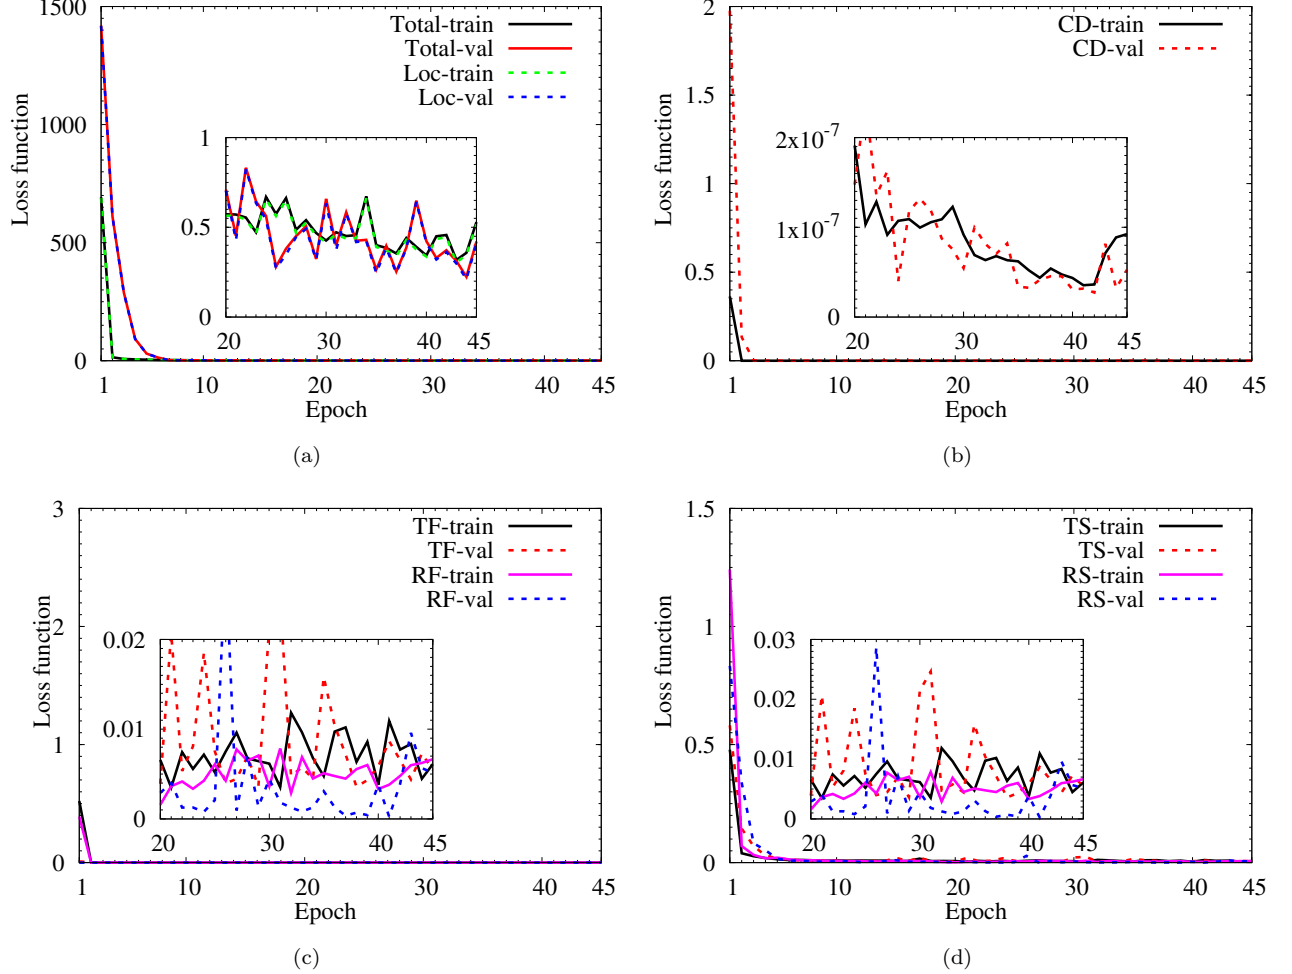 1500
1000
500
0
Loss function
Total-train
Total-val
Loc-train
Loc-val
1
0.5
0
20 30 40 45
1 10 20 30 40 45
Epoch
(a)
2
1.5
1
0.5
0
Loss function
CD-train
CD-val
2x10-7
1x10-7
0
20 30 40 45
1 10 20 30 40 45
Epoch
(b)
3
2
1
0
Loss function
TF-train
TF-val
RF-train
RF-val
0.02
0.01
0
20 30 40 45
1 10 20 30 40 45
Epoch
(c)
1.5
1
0.5
0
Loss function
TS-train
TS-val
RS-train
RS-val
0.03
0.02
0.01
0
20 30 40 45
1 10 20 30 40 45
Epoch
(d)